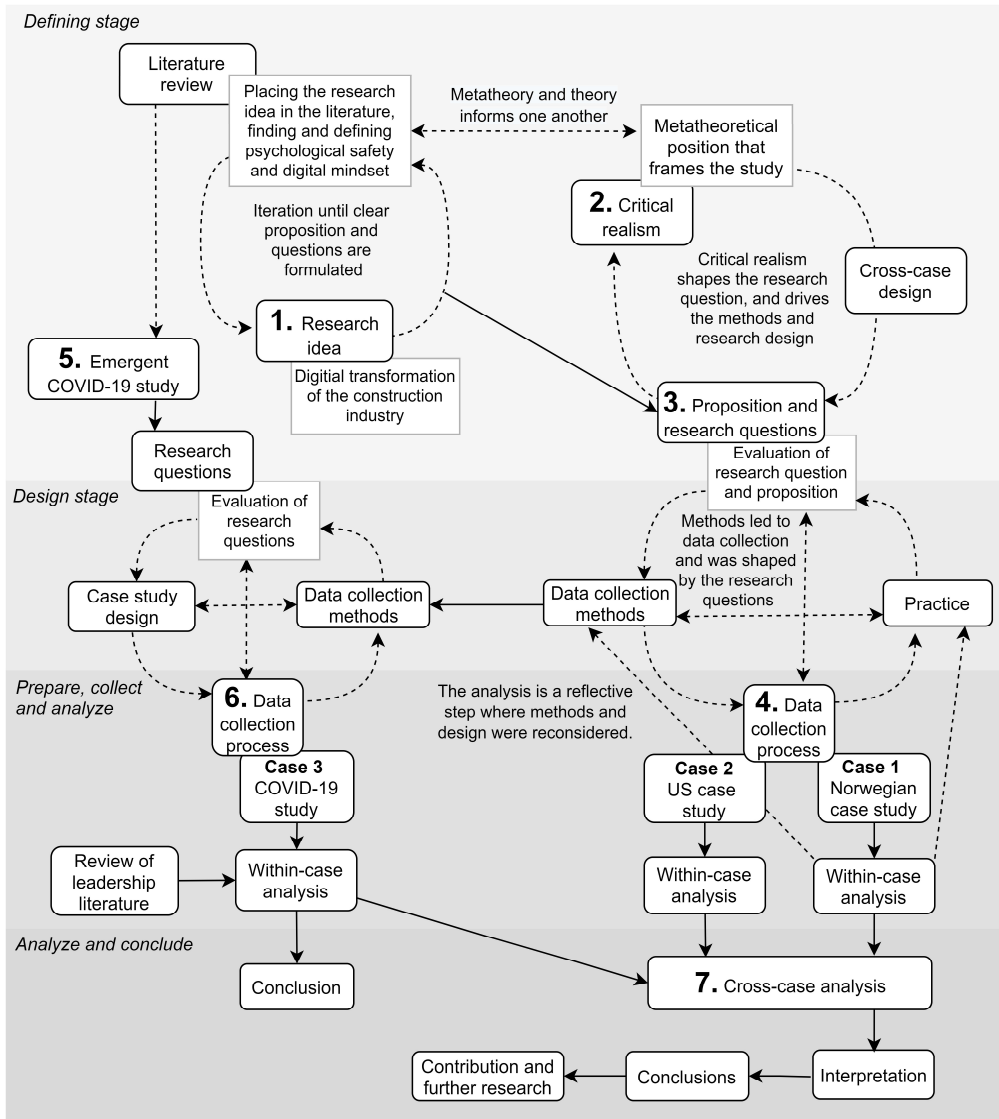 Defining stage
Literature
review
Placing the research
idea in the literature,
finding and defining
psychological safety
and digital mindset
Metatheory and theory
informs one another
Metatheoretical
position that
frames the study
2. Critical
realism
Iteration until clear
proposition and
questions are
formulated
Critical realism
shapes the research
question, and drives
the methods and
research design
Cross-case
design
1. Research
idea
Digitial transformation
of the construction
industry
5. Emergent
COVID-19 study
3. Proposition and
research questions
Research
questions
Evaluation of
research question
and proposition
Design stage
Evaluation of
research
questions
Methods led to
data collection
and was shaped
by the research
questions
Case study
design
Data collection
methods
Data collection
methods
Practice
Prepare, collect
and analyze
6. Data
collection
process
The analysis is a reflective
step where methods and
design were reconsidered.
4. Data
collection
process
Case 3
COVID-19
study
Case 2
US case
study
Case 1
Norwegian
case study
Review of
leadership
literature
Within-case
analysis
Within-case
analysis
Within-case
analysis
Analyze and conclude
Conclusion
7. Cross-case analysis
Contribution and
further research
Conclusions
Interpretation